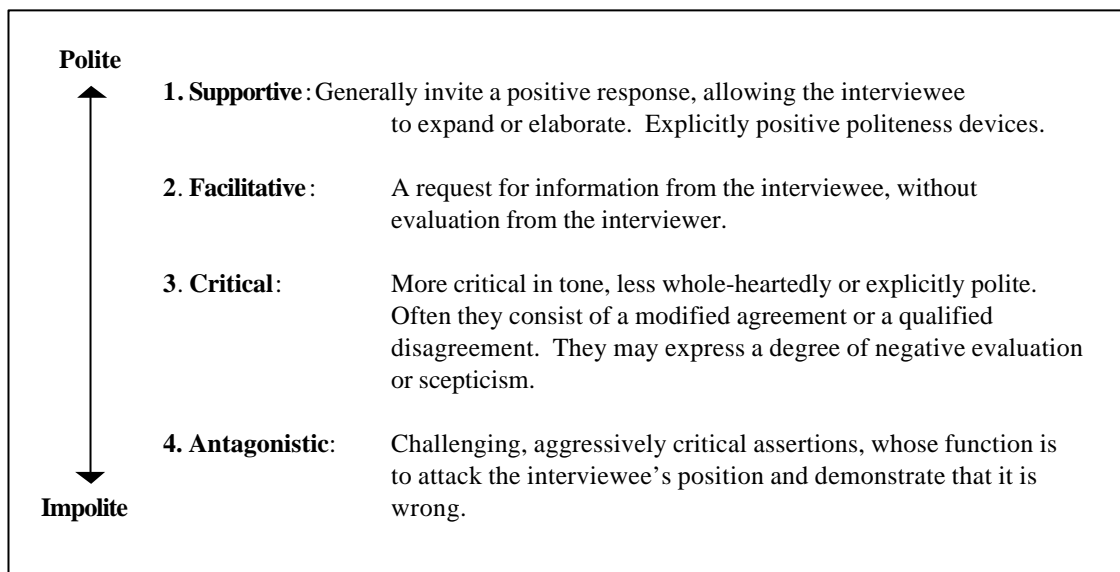 Polite
1. Supportive: Generally invite a positive response, allowing the interviewee
to expand or elaborate. Explicitly positive politeness devices.
2. Facilitative: A request for information from the interviewee, without
evaluation from the interviewer.
3. Critical: More critical in tone, less whole-heartedly or explicitly polite.
Often they consist of a modified agreement or a qualified
disagreement. They may express a degree of negative evaluation
or scepticism.
4. Antagonistic: Challenging, aggressively critical assertions, whose function is
to attack the interviewee's position and demonstrate that it is
Impolite
wrong.